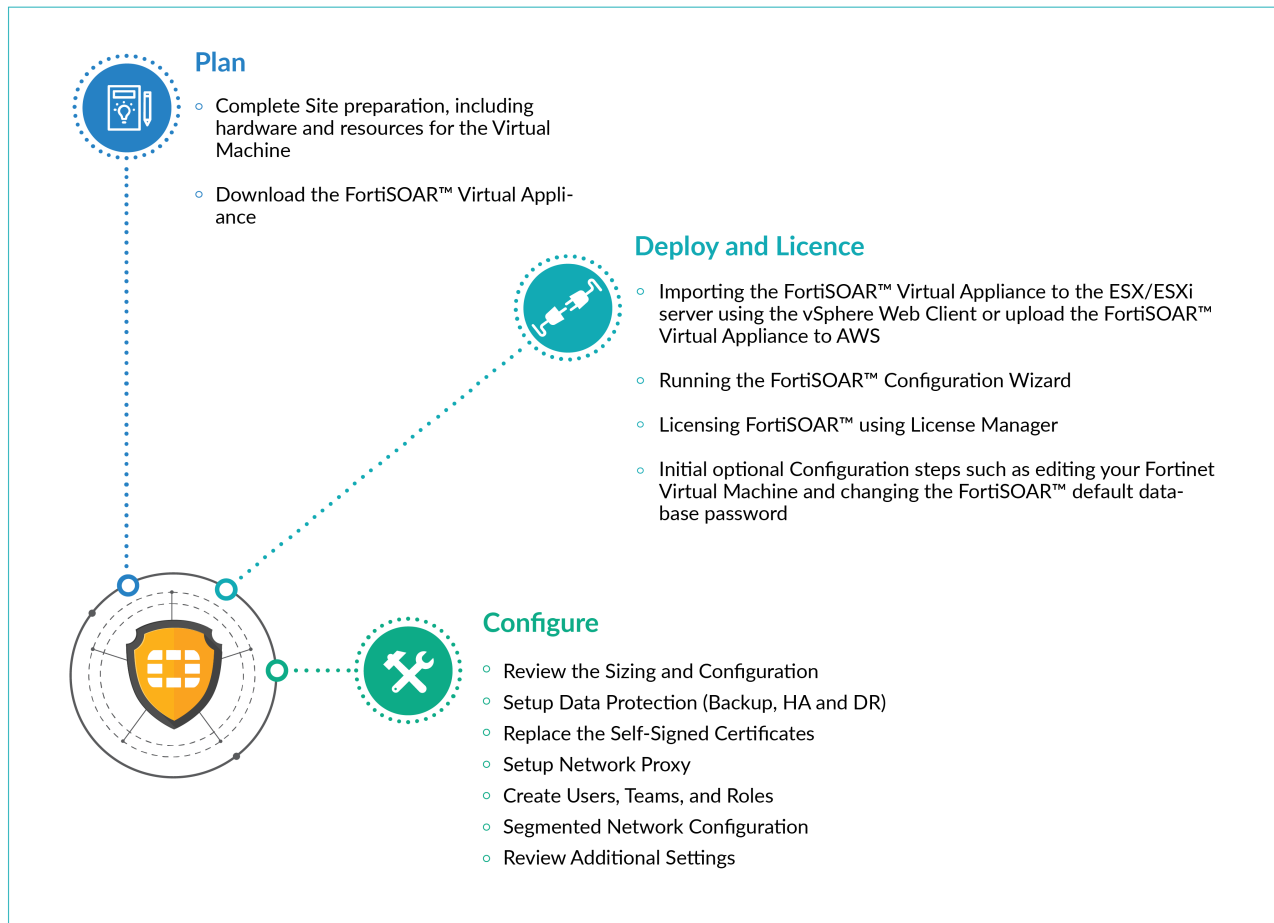 Plan
Complete Site preparation, including
hardware and resources for the Virtual
Machine
Download the FortiSOAR™ Virtual Appli-
ance
Deploy and Licence
Importing the FortiSOAR™ Virtual Appliance to the ESX/ESXi
server using the vSphere Web Client or upload the FortiSOAR™
Virtual Appliance to AWS
Running the FortiSOAR™ Configuration Wizard
Licensing FortiSOAR™ using License Manager
Initial optional Configuration steps such as editing your Fortinet
Virtual Machine and changing the FortiSOAR™ default data-
base password
Configure
Review the Sizing and Configuration
Setup Data Protection (Backup, HA and DR)
Replace the Self-Signed Certificates
Setup Network Proxy
Create Users, Teams, and Roles
Segmented Network Configuration
Review Additional Settings